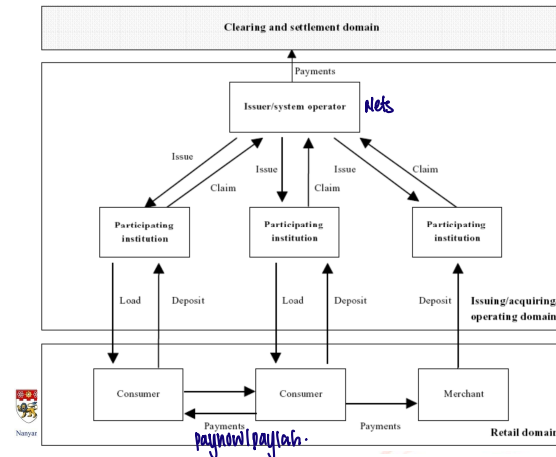 Clearing and settlement domain
Payments
Issuer/system operator
Nets
Issue
Claim
Issue
Claim
Issue
Claim
Participating
institution
Participating
institution
Participating
institution
Load
Deposit
Load
Deposit
Deposit
Issuing/acquiring/
operating domain
Consumer
Consumer
Merchant
Payments
Payments
paynow/paylah.
Nanyar
Retail domain